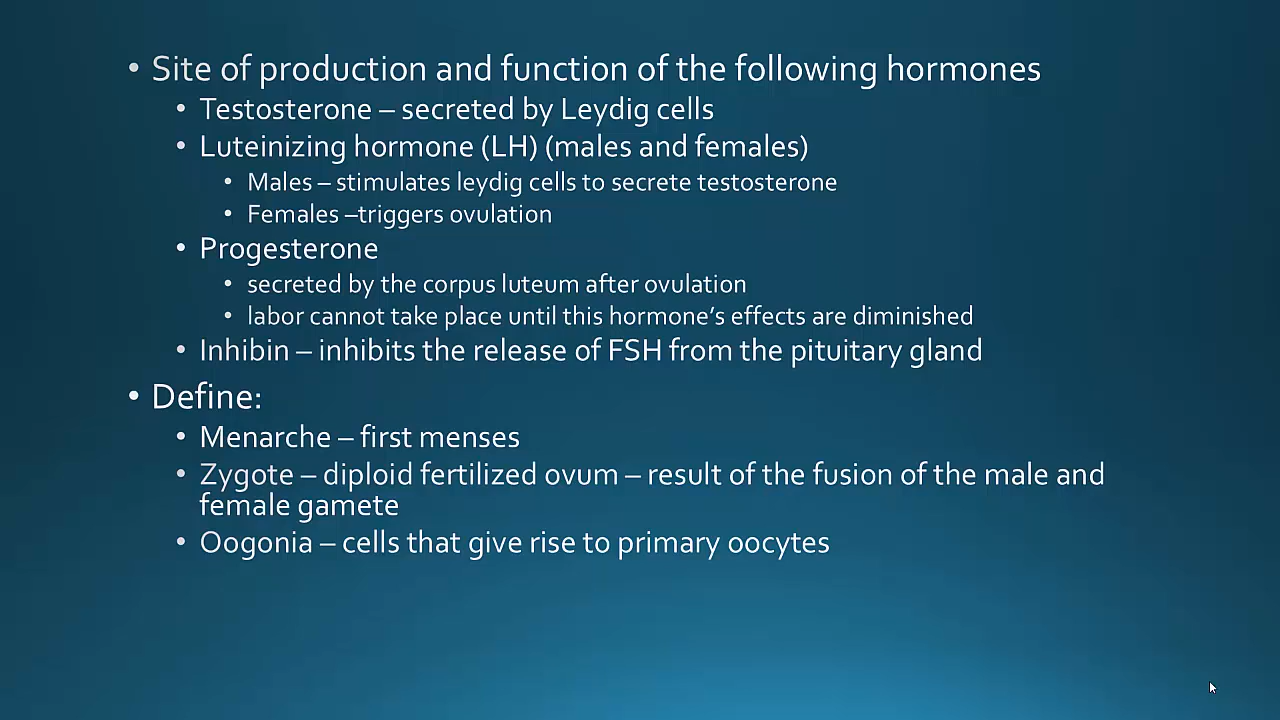 • Site of production and function of the following hormones
• Testosterone – secreted by Leydig cells
• Luteinizing hormone (LH) (males and females)
• Males – stimulates leydig cells to secrete testosterone
• Females –triggers ovulation
• Progesterone
• secreted by the corpus luteum after ovulation
• labor cannot take place until this hormone’s effects are diminished
• Inhibin – inhibits the release of FSH from the pituitary gland
• Define:
• Menarche – first menses
• Zygote – diploid fertilized ovum – result of the fusion of the male and
female gamete
• Oogonia – cells that give rise to primary oocytes